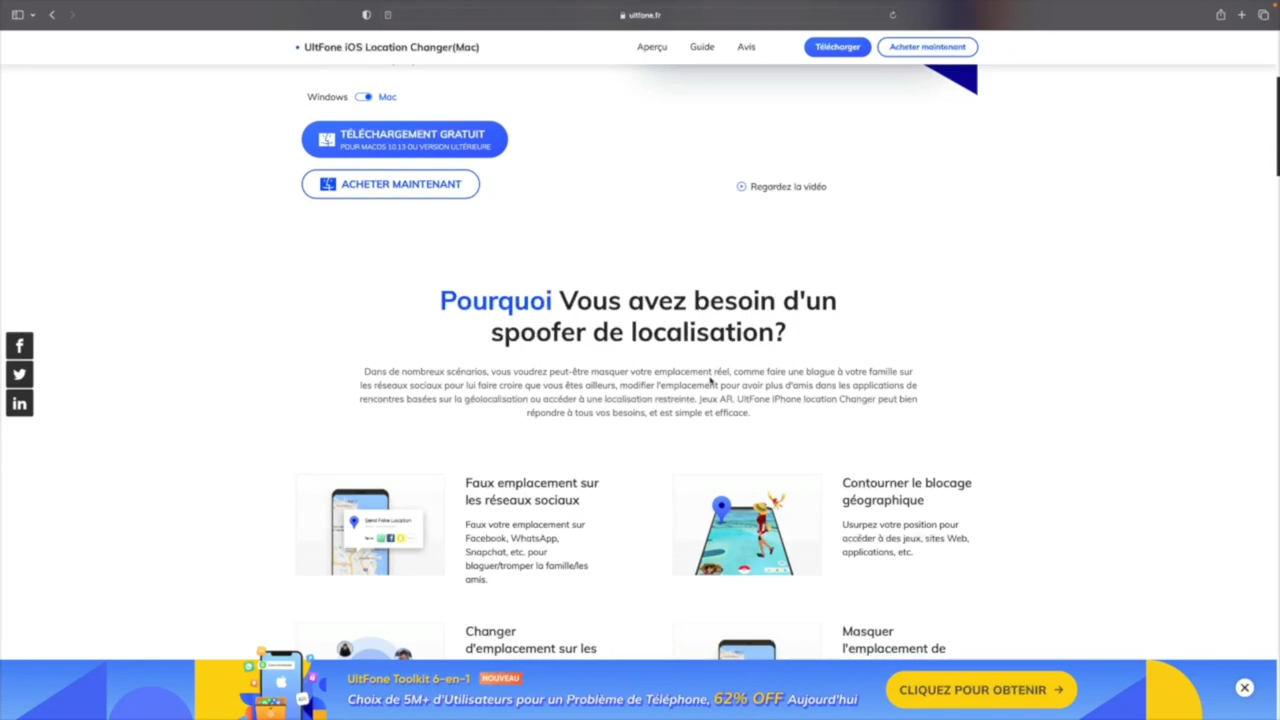 ultfone.fr
UltFone iOS Location Changer(Mac)
Aperçu
Guide
Avis
Télécharger
Acheter maintenant
Windows
Mac
TÉLÉCHARGEMENT GRATUIT
POUR MACOS 10.13 OU VERSION ULTÉRIEURE
ACHETER MAINTENANT
Regardez la vidéo
Pourquoi Vous avez besoin d'un
spoofer de localisation?
Dans de nombreux scénarios, vous voudrez peut-être masquer votre emplacement réel, comme faire une blague à votre famille sur
les réseaux sociaux pour lui faire croire que vous êtes ailleurs, modifier l'emplacement pour avoir plus d'amis dans les applications de
rencontres basées sur la géolocalisation ou accéder à une localisation restreinte. Jeux AR. UltFone iPhone location Changer peut bien
répondre à tous vos besoins, et est simple et efficace.
Send Fake Location
Faux emplacement sur
les réseaux sociaux
Faux votre emplacement sur
Facebook, WhatsApp,
Snapchat, etc. pour
blaguer/tromper la famille/les
amis.
Contourner le blocage
géographique
Usurpez votre position pour
accéder à des jeux, sites Web,
applications, etc.
Changer
d'emplacement sur les
Masquer
l'emplacement de
UltFone Toolkit 6-en-1 NOUVEAU
Choix de 5M+ d'Utilisateurs pour un Problème de Téléphone, 62% OFF Aujourd'hui
CLIQUEZ POUR OBTENIR